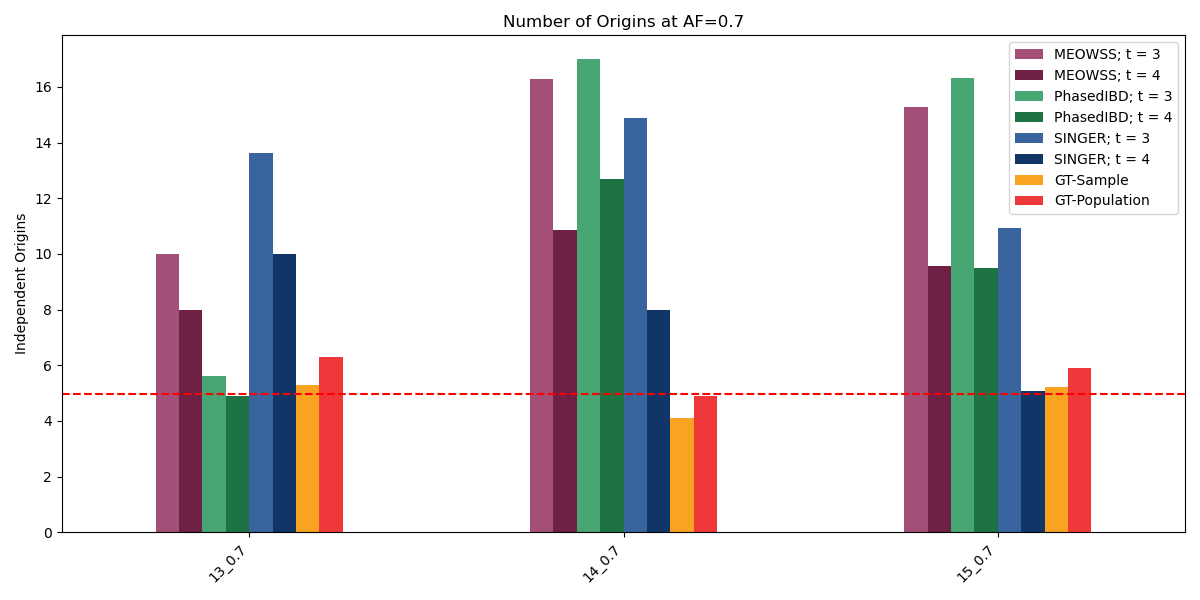 Number of Origins at AF=0.7
Independent Origins
16
14
12
10
8
6
4
2
0
MEOWSS; t = 3
MEOWSS; t = 4
PhasedIBD; t = 3
PhasedIBD; t = 4
SINGER; t = 3
SINGER; t = 4
GT-Sample
GT-Population
13_0.7
14_0.7
15_0.7